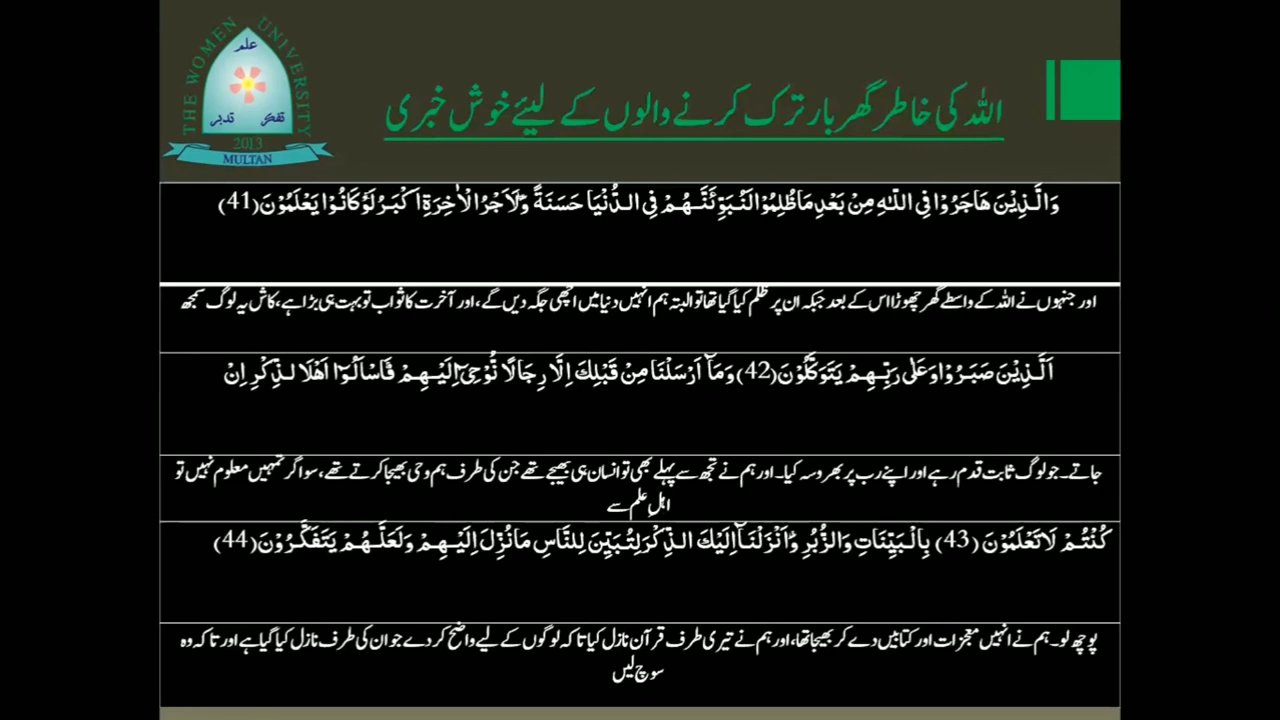 THE WOMEN UNIVERSITY
علم
تفکر
تدبر
2013
MULTAN
اللہ کی خاطر گھر بار ترک کرنے والوں کے لیئے خوش خبری
وَالَّـذِيْنَ هَاجَرُوْا فِى اللّـٰهِ مِنْ بَعْدِ مَا ظُلِمُوْا لَنُـبَوِّئَنَّـهُـمْ فِى الـدُّنْيَا حَسَنَةً ۖ وَلَاَجْرُ الْاٰخِرَةِ اَكْبَـرُ ۚ لَوْ كَانُـوْا يَعْلَمُوْنَ (41)
اور جنہوں نے اللہ کے واسطے گھر چھوڑا اس کے بعد جبکہ ان پر ظلم کیا گیا تھا تو البتہ ہم انہیں دنیا میں اچھی جگہ دیں گے، اور آخرت کا ثواب تو بہت ہی بڑا ہے، کاش یہ لوگ سمجھ
اَلَّـذِيْنَ صَبَـرُوْا وَعَلٰى رَبِّـهِـمْ يَتَوَكَّلُوْنَ (42) وَمَآ اَرْسَلْنَا مِنْ قَبْلِكَ اِلَّا رِجَالًا نُّوْحِىٓ اِلَيْـهِـمْ ۚ فَاسْاَلُـوٓا اَهْلَ الـذِّكْرِ اِنْ
جاتے۔ جو لوگ ثابت قدم رہے اور اپنے رب پر بھروسہ کیا۔ اور ہم نے تجھ سے پہلے بھی تو انسان ہی بھیجے تھے جن کی طرف ہم وحی بھیجا کرتے تھے، سو اگر تمہیں معلوم نہیں تو
اہلِ علم سے
كُنْتُـمْ لَا تَعْلَمُوْنَ (43) بِالْبَيِّنَاتِ وَالزُّبُرِ ۗ وَاَنْزَلْنَـآ اِلَيْكَ الـذِّكْرَ لِتُـبَيِّنَ لِلنَّاسِ مَا نُزِّلَ اِلَيْـهِـمْ وَلَعَلَّـهُـمْ يَتَفَكَّـرُوْنَ (44)
پوچھ لو۔ ہم نے انہیں معجزات اور کتابیں دے کر بھیجا تھا، اور ہم نے تیری طرف قرآن نازل کیا تاکہ لوگوں کے لیے واضح کر دے جو ان کی طرف نازل کیا گیا ہے اور تاکہ وہ
سوچ لیں